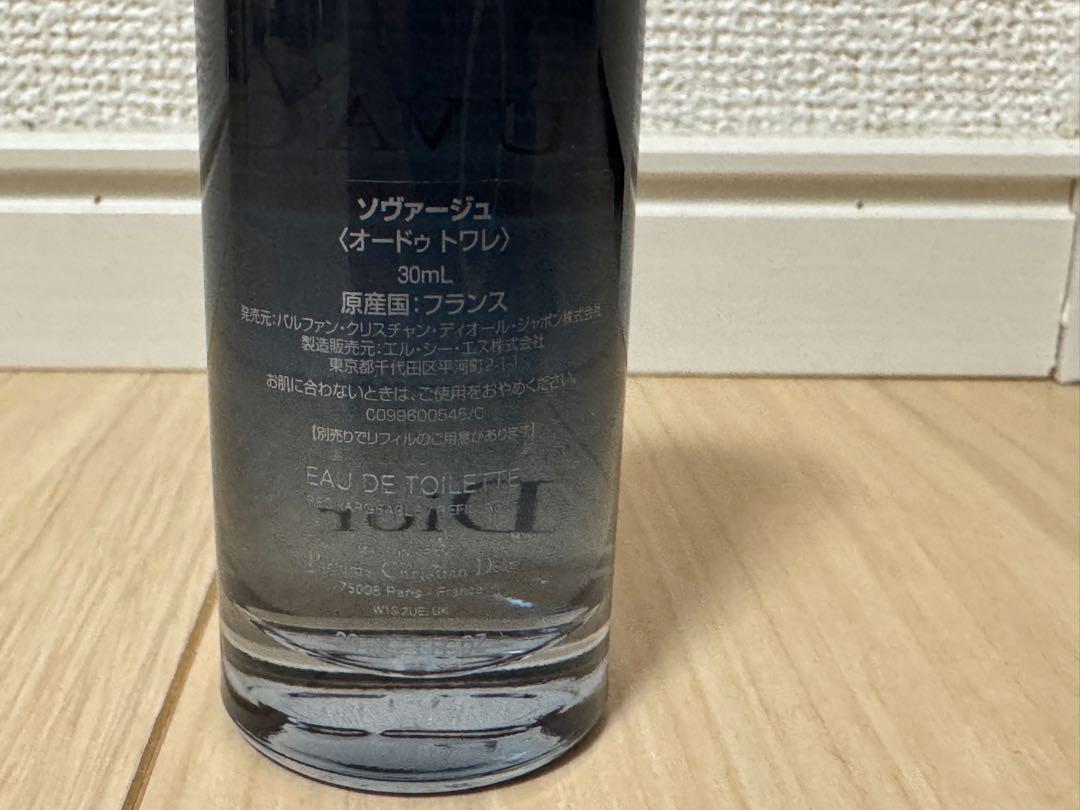 ソヴァージュ
〈オードゥ トワレ〉
30mL
原産国：フランス
発売元：パルファン・クリスチャン・ディオール・ジャポン株式会社
製造販売元：エル・シー・エス株式会社
東京都千代田区平河町2-1-1
お肌に合わないときは、ご使用をおやめください。
C099600545/C
【別売りでリフィルのご用意があります】
EAU DE TOILETTE
Dior
Parfums Christian Dior
75008 Paris - France
W1S 2UE, UK